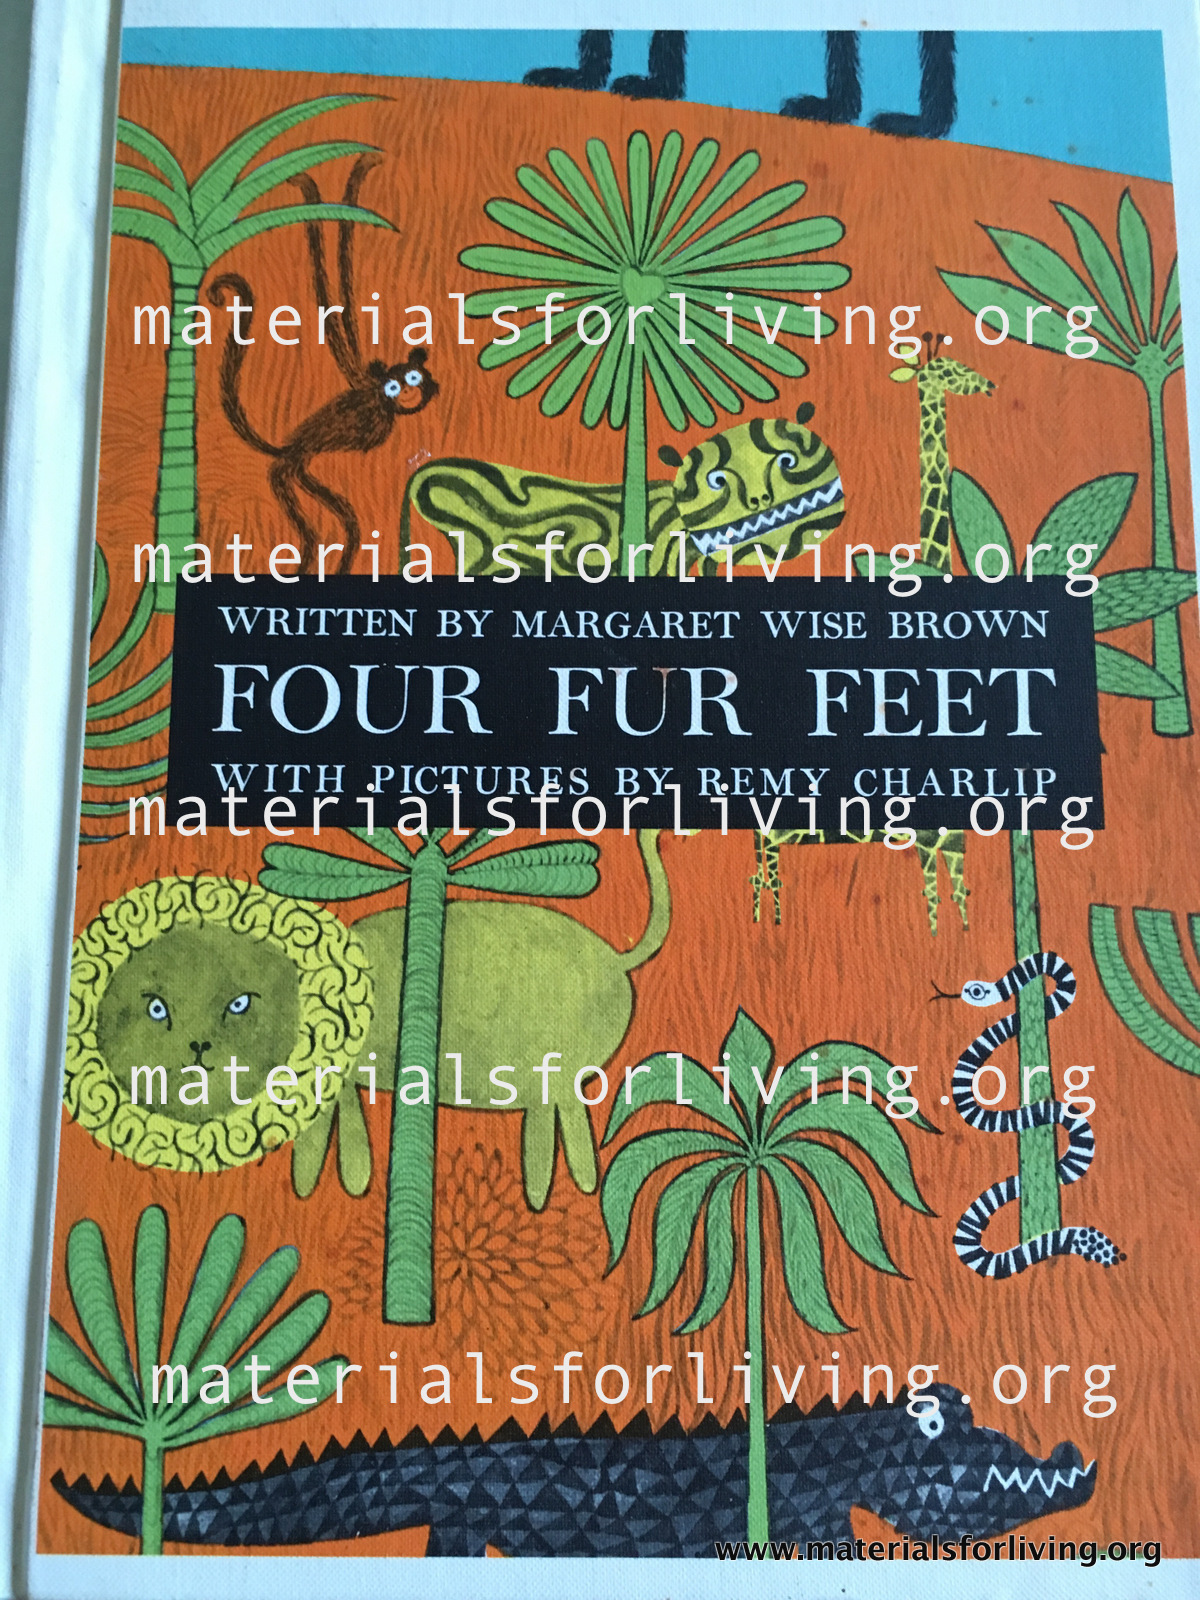 materialsforliving.org
materialsforliving.org
WRITTEN BY MARGARET WISE BROWN
FOUR FUR FEET
WITH PICTURES BY REMY CHARLIP
materialsforliving.org
materialsforliving.org
materialsforliving.org
www.materialsforliving.org